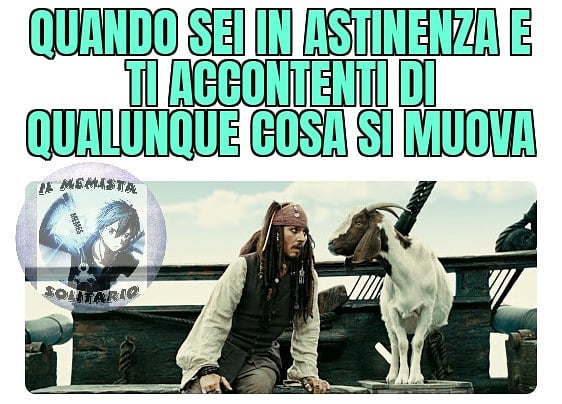 QUANDO SEI IN ASTINENZA E
TI ACCONTENTI DI
QUALUNQUE COSA SI MUOVA
IL MEMISTA
MEMES
SOLITARIO